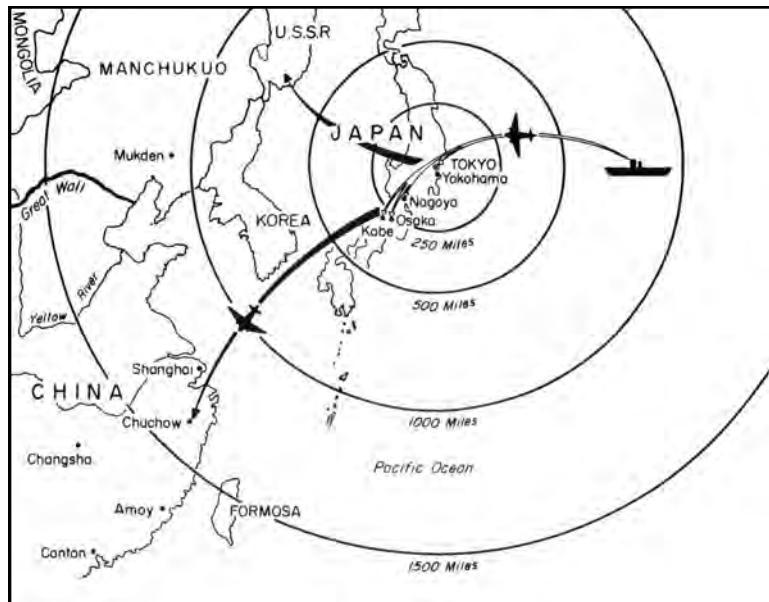 MONGOLIA
U.S.S.R
MANCHUKUO
JAPAN
Mukden
TOKYO
Yokohama
Great Wall
Nagoya
KOREA
Kobe
Osaka
250 Miles
River
Yellow
500 Miles
Shanghai
CHINA
Chuchow
1000 Miles
Changsha
Pacific Ocean
Amoy
FORMOSA
Canton
1500 Miles